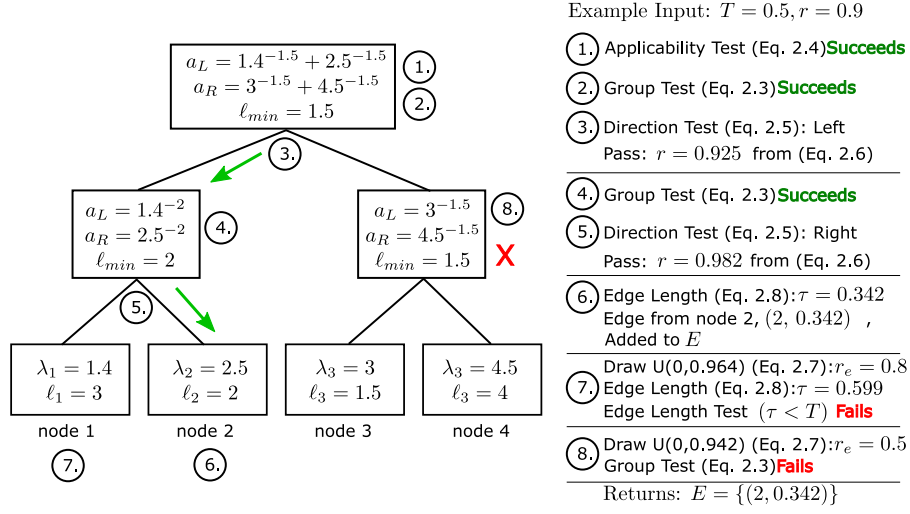 a_L = 1.4^{-1.5} + 2.5^{-1.5}
a_R = 3^{-1.5} + 4.5^{-1.5}
ℓ_{min} = 1.5
1.
2.
3.
a_L = 1.4^{-2}
a_R = 2.5^{-2}
ℓ_{min} = 2
4.
a_L = 3^{-1.5}
a_R = 4.5^{-1.5}
ℓ_{min} = 1.5
8.
X
5.
λ_1 = 1.4
ℓ_1 = 3
λ_2 = 2.5
ℓ_2 = 2
λ_3 = 3
ℓ_3 = 1.5
λ_3 = 4.5
ℓ_3 = 4
node 1
node 2
node 3
node 4
7.
6.
Example Input: T = 0.5, r = 0.9
1. Applicability Test (Eq. 2.4) Succeeds
2. Group Test (Eq. 2.3) Succeeds
3. Direction Test (Eq. 2.5): Left
Pass: r = 0.925 from (Eq. 2.6)
4. Group Test (Eq. 2.3) Succeeds
5. Direction Test (Eq. 2.5): Right
Pass: r = 0.982 from (Eq. 2.6)
6. Edge Length (Eq. 2.8): τ = 0.342
Edge from node 2, (2, 0.342) ,
Added to E
Draw U(0,0.964) (Eq. 2.7): r_e = 0.8
7. Edge Length (Eq. 2.8): τ = 0.599
Edge Length Test (τ < T) Fails
8. Draw U(0,0.942) (Eq. 2.7): r_e = 0.5
Group Test (Eq. 2.3) Fails
Returns: E = {(2, 0.342)}